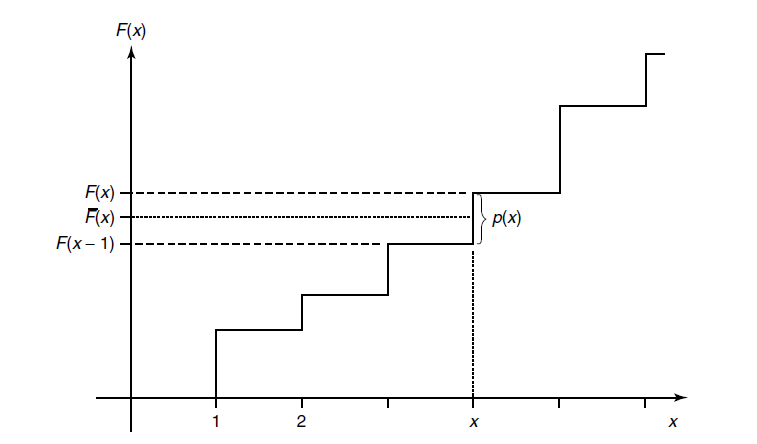 F(x)
F(x)
F̅(x)
p(x)
F(x – 1)
1
2
x
x